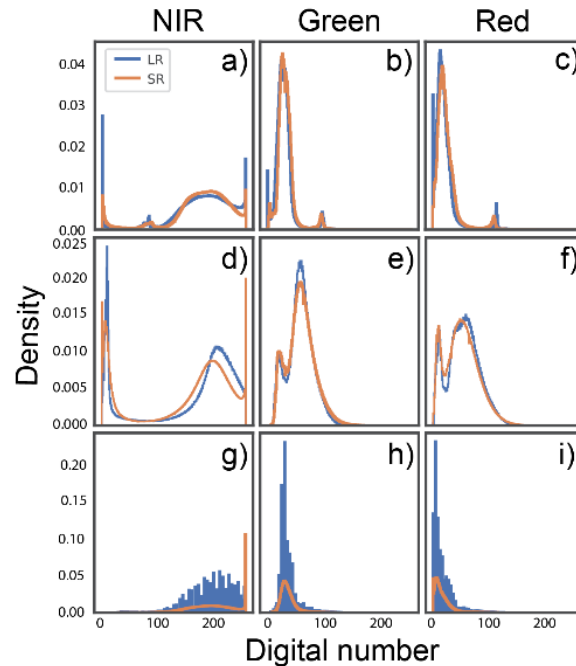 NIR Green Red
LR
SR
a) b) c)
0.04
0.03
0.02
0.01
0.00
d) e) f)
0.025
0.020
0.015
0.010
0.005
0.000
g) h) i)
0.20
0.15
0.10
0.05
0.00
Density
0 100 200 0 100 200 0 100 200
Digital number